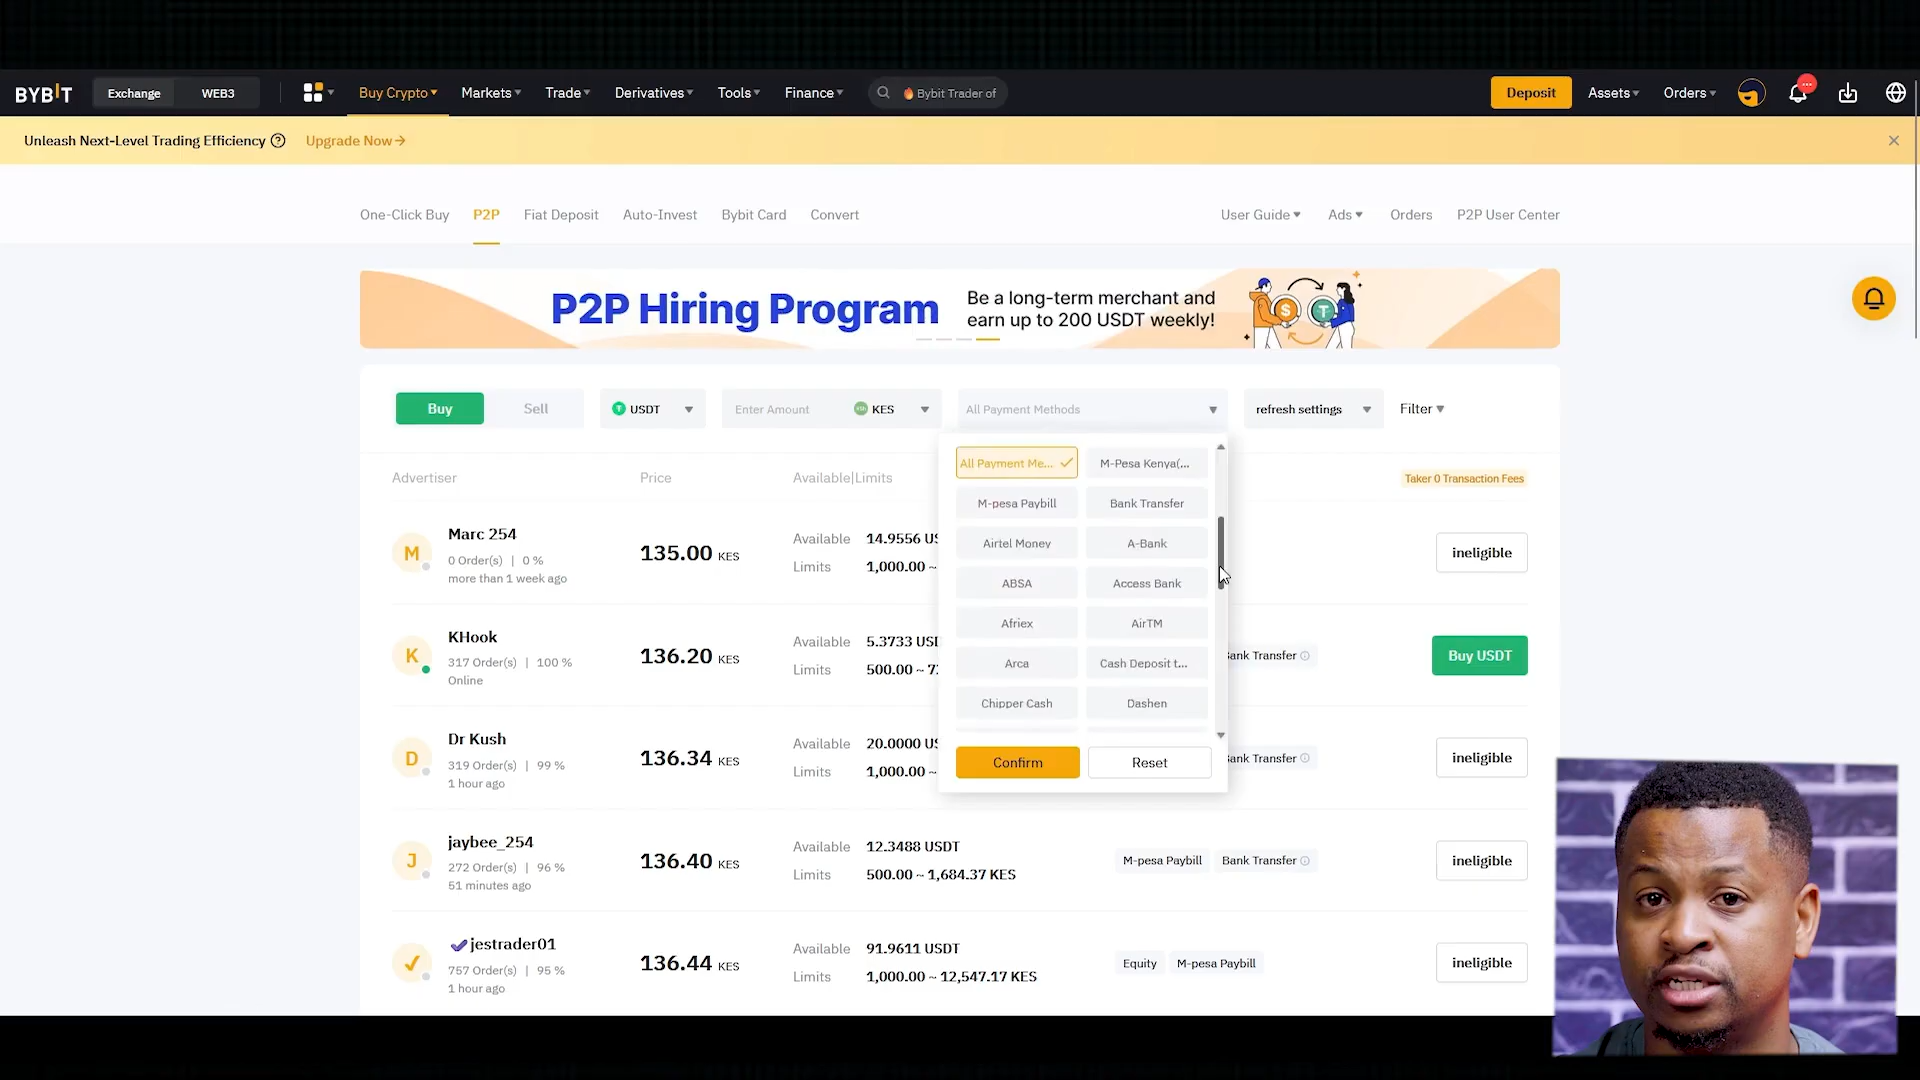 BYBIT
Exchange WEB3 Buy Crypto Markets Trade Derivatives Tools Finance Bybit Trader of Deposit Assets Orders
Unleash Next-Level Trading Efficiency Upgrade Now →
One-Click Buy P2P Fiat Deposit Auto-Invest Bybit Card Convert User Guide Ads Orders P2P User Center
P2P Hiring Program
Be a long-term merchant and
earn up to 200 USDT weekly!
Buy Sell USDT Enter Amount KES All Payment Methods refresh settings Filter
Advertiser Price Available|Limits Taker 0 Transaction Fees
All Payment Me... M-Pesa Kenya(...
M-pesa Paybill Bank Transfer
Airtel Money A-Bank
ABSA Access Bank
Afriex AirTM
Arca Cash Deposit t...
Chipper Cash Dashen
Confirm Reset
M Marc 254
0 Order(s) | 0 %
more than 1 week ago
135.00 KES
Available 14.9556
Limits 1,000.00 ~
ineligible
K KHook
317 Order(s) | 100 %
Online
136.20 KES
Available 5.3733
Limits 500.00 ~
Bank Transfer
Buy USDT
D Dr Kush
319 Order(s) | 99 %
1 hour ago
136.34 KES
Available 20.0000
Limits 1,000.00 ~
Bank Transfer
ineligible
J jaybee_254
272 Order(s) | 96 %
51 minutes ago
136.40 KES
Available 12.3488 USDT
Limits 500.00 ~ 1,684.37 KES
M-pesa Paybill Bank Transfer
ineligible
jestrader01
757 Order(s) | 95 %
1 hour ago
136.44 KES
Available 91.9611 USDT
Limits 1,000.00 ~ 12,547.17 KES
Equity M-pesa Paybill
ineligible